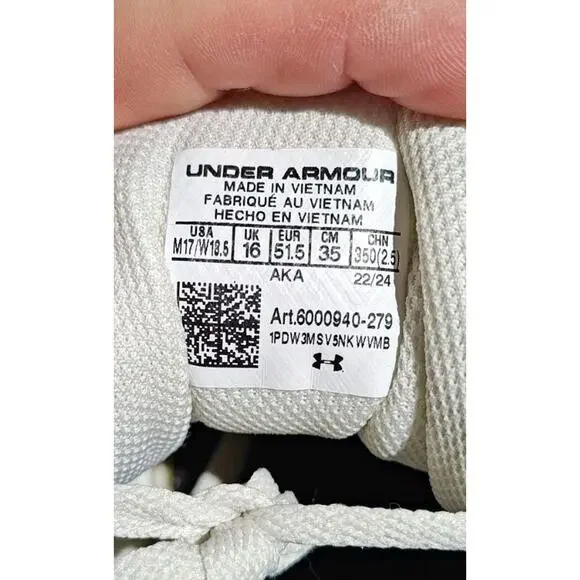 UNDER ARMOUR
MADE IN VIETNAM
FABRIQUÉ AU VIETNAM
HECHO EN VIETNAM
USA UK EUR CM CHN
M17/W18.5 16 51.5 35 350(2.5)
AKA 22/24
Art.6000940-279
1PDW3MSV5NKWVMB